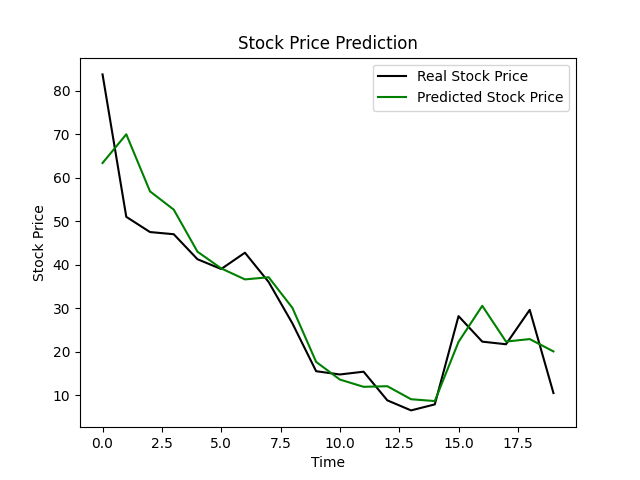 Stock Price Prediction
Real Stock Price
Predicted Stock Price
Stock Price
80
70
60
50
40
30
20
10
0.0 2.5 5.0 7.5 10.0 12.5 15.0 17.5
Time